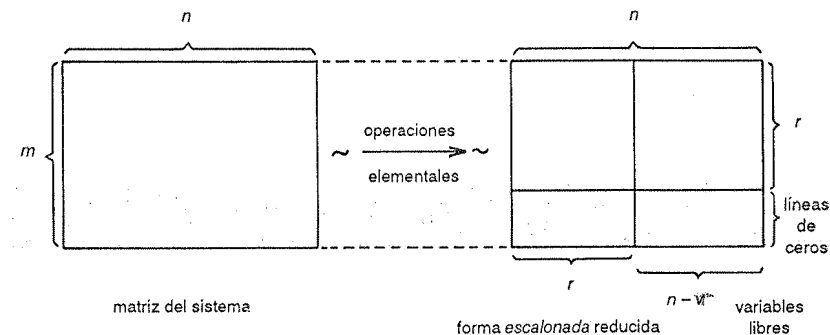 n
n
m
~ operaciones ~
elementales
r
líneas
de
ceros
r
n –
variables
libres
matriz del sistema
forma escalonada reducida